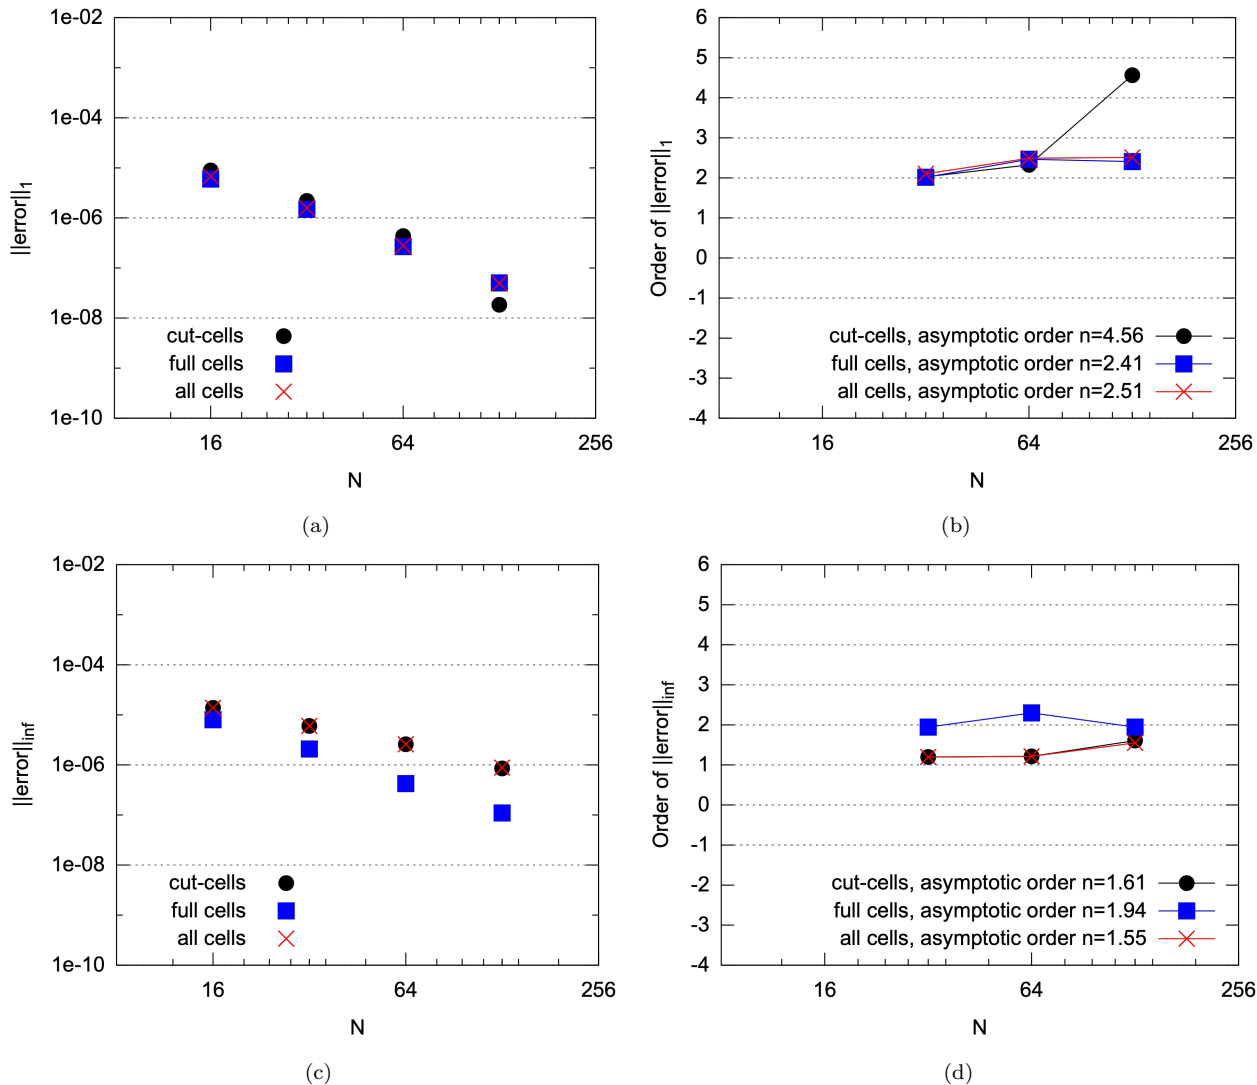 1e-02
1e-04
1e-06
1e-08
1e-10
||error||1
cut-cells
full cells
all cells
16
64
256
N
(a)
6
5
4
3
2
1
0
-1
-2
-3
-4
Order of ||error||1
cut-cells, asymptotic order n=4.56
full cells, asymptotic order n=2.41
all cells, asymptotic order n=2.51
16
64
256
N
(b)
1e-02
1e-04
1e-06
1e-08
1e-10
||error||inf
cut-cells
full cells
all cells
16
64
256
N
(c)
6
5
4
3
2
1
0
-1
-2
-3
-4
Order of ||error||inf
cut-cells, asymptotic order n=1.61
full cells, asymptotic order n=1.94
all cells, asymptotic order n=1.55
16
64
256
N
(d)